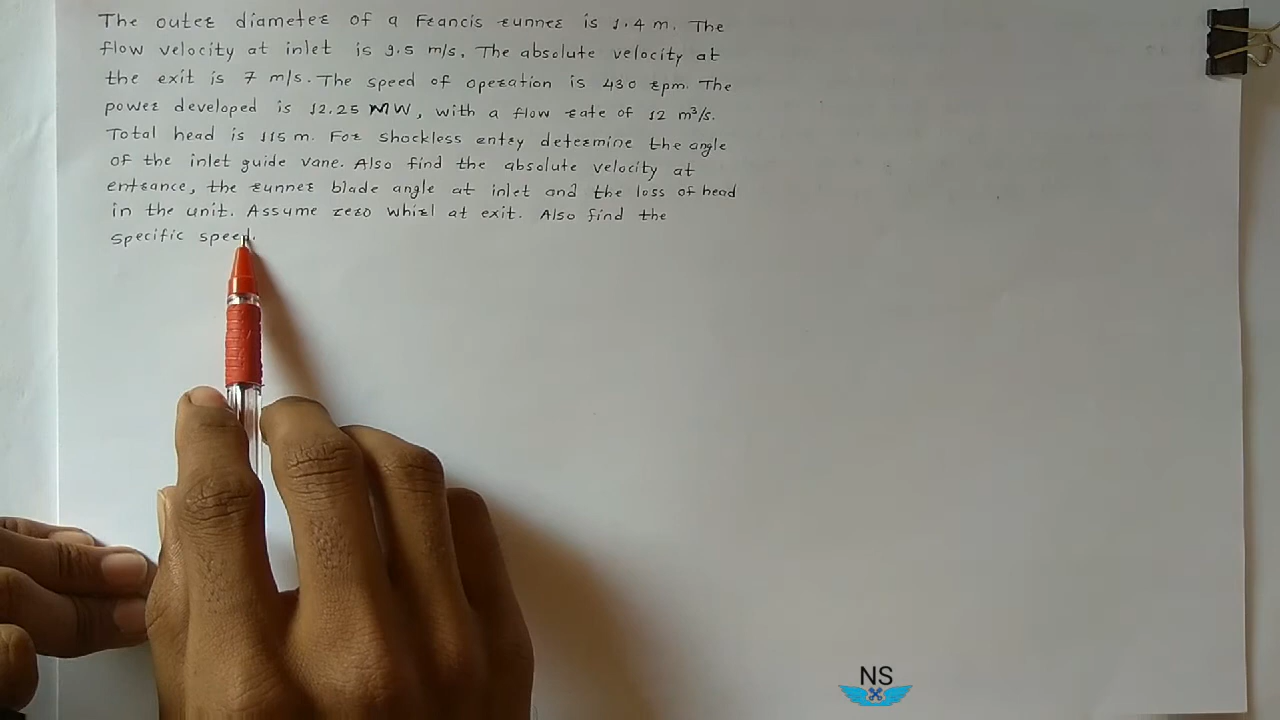 The outer diameter of a Francis runner is 1.4 m. The
flow velocity at inlet is 9.5 m/s. The absolute velocity at
the exit is 7 m/s. The speed of operation is 430 rpm. The
power developed is 12.25 MW, with a flow rate of 12 m³/s.
Total head is 115 m. For shockless entry determine the angle
of the inlet guide vane. Also find the absolute velocity at
entrance, the runner blade angle at inlet and the loss of head
in the unit. Assume zero whirl at exit. Also find the
specific speed.
NS